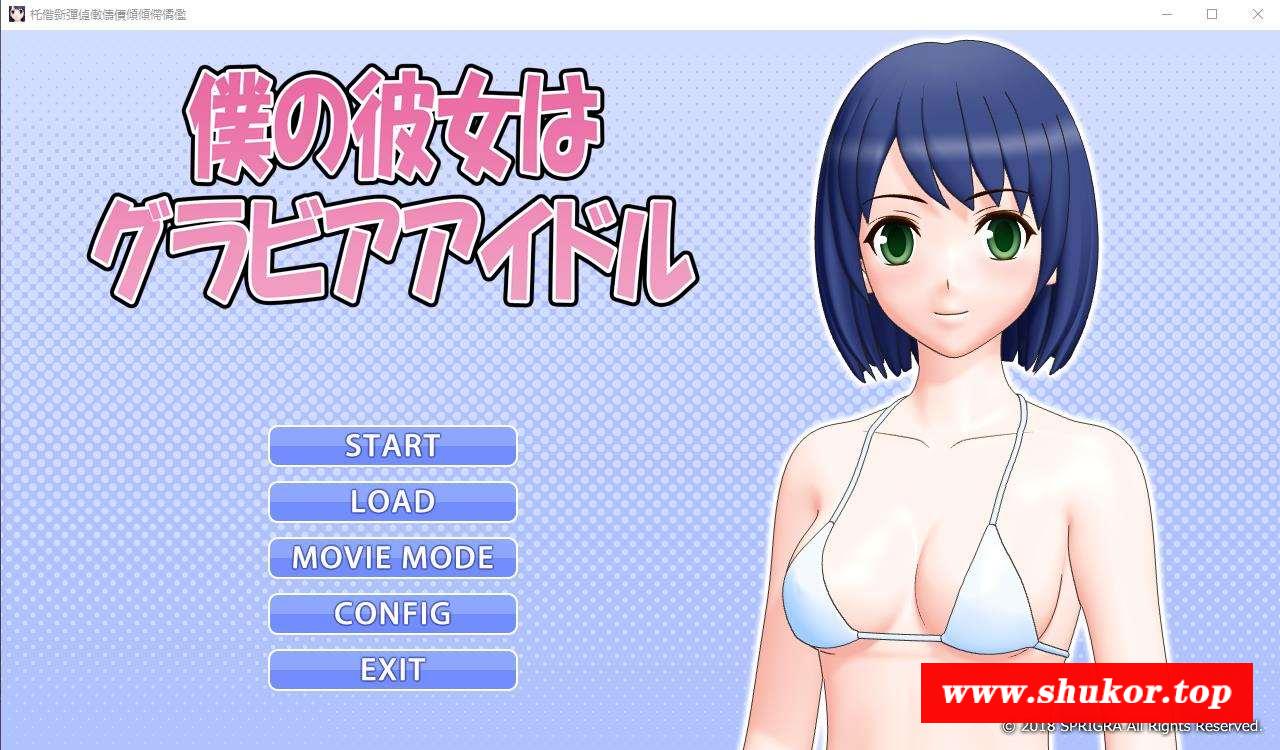 僕の彼女は
グラビアアイドル
START
LOAD
MOVIE MODE
CONFIG
EXIT
www.shukor.top
© 2018 SPRIGRA All Rights Reserved.